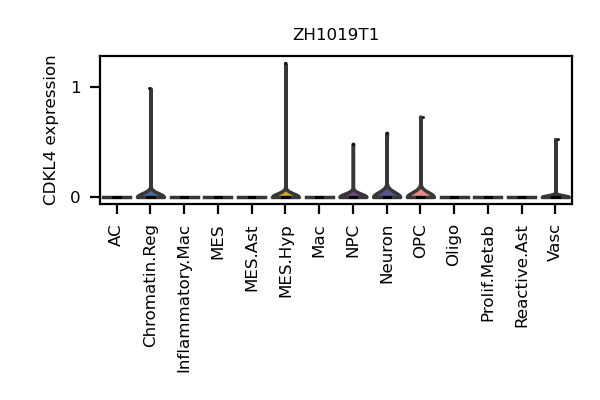 ZH1019T1
CDKL4 expression
1
0
AC
Chromatin.Reg
Inflammatory.Mac
MES
MES.Ast
MES.Hyp
Mac
NPC
Neuron
OPC
Oligo
Prolif.Metab
Reactive.Ast
Vasc